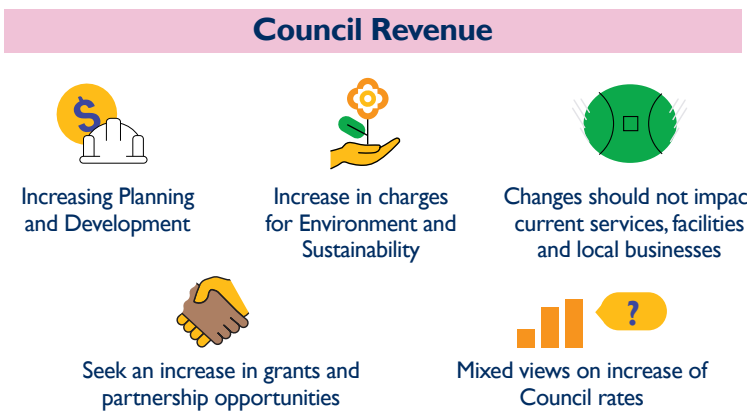 Council Revenue
$
Increasing Planning
and Development
Increase in charges
for Environment and
Sustainability
Changes should not impac
current services, facilities
and local businesses
Seek an increase in grants and
partnership opportunities
?
Mixed views on increase of
Council rates